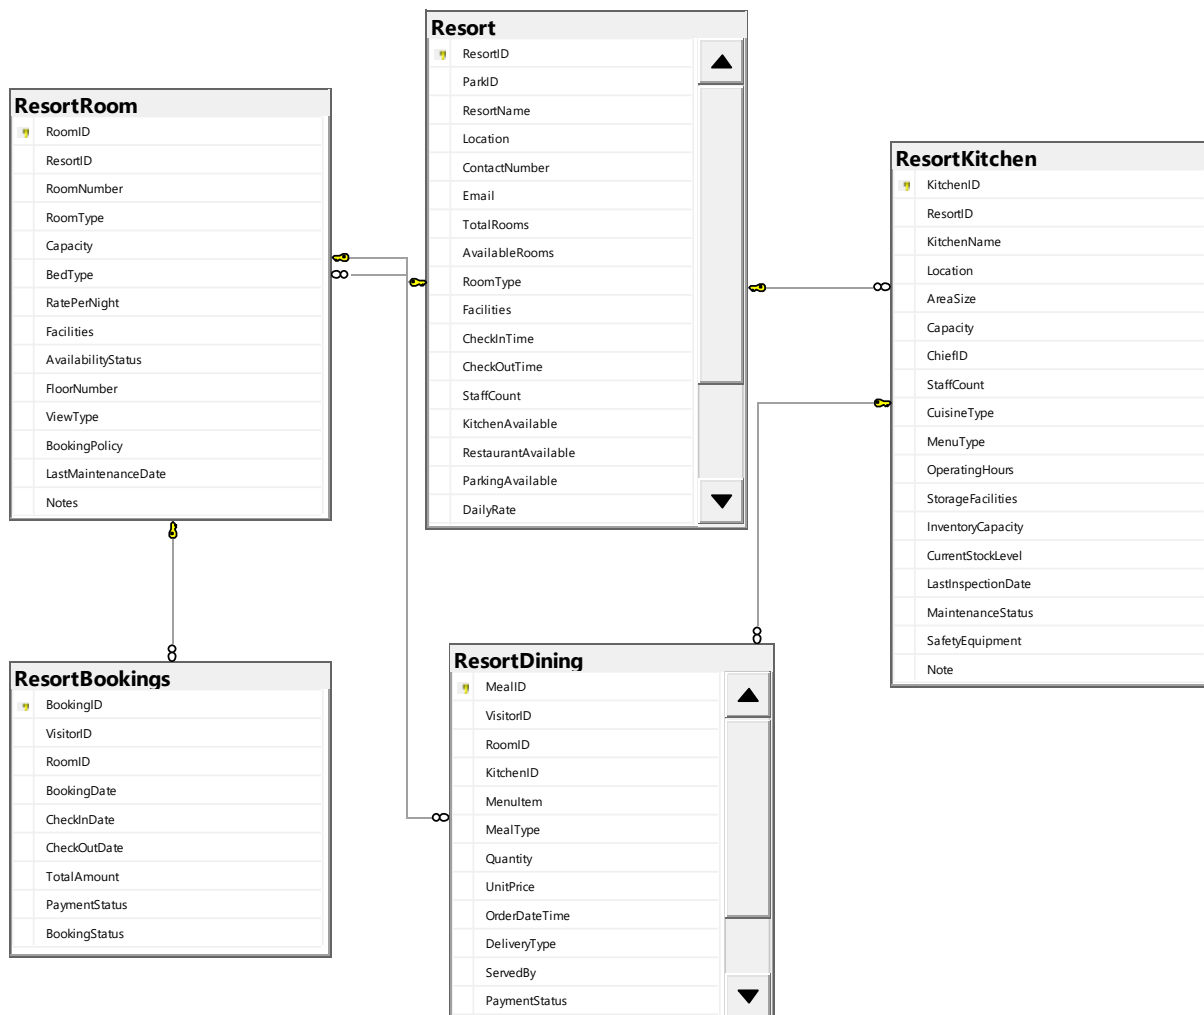 Resort
ResortID
ParkID
ResortName
Location
ContactNumber
Email
TotalRooms
AvailableRooms
RoomType
Facilities
CheckInTime
CheckOutTime
StaffCount
KitchenAvailable
RestaurantAvailable
ParkingAvailable
DailyRate
ResortRoom
RoomID
ResortID
RoomNumber
RoomType
Capacity
BedType
RatePerNight
Facilities
AvailabilityStatus
FloorNumber
ViewType
BookingPolicy
LastMaintenanceDate
Notes
ResortKitchen
KitchenID
ResortID
KitchenName
Location
AreaSize
Capacity
ChiefID
StaffCount
CuisineType
MenuType
OperatingHours
StorageFacilities
InventoryCapacity
CurrentStockLevel
LastInspectionDate
MaintenanceStatus
SafetyEquipment
Note
ResortBookings
BookingID
VisitorID
RoomID
BookingDate
CheckInDate
CheckOutDate
TotalAmount
PaymentStatus
BookingStatus
ResortDining
MealID
VisitorID
RoomID
KitchenID
MenuItem
MealType
Quantity
UnitPrice
OrderDateTime
DeliveryType
ServedBy
PaymentStatus